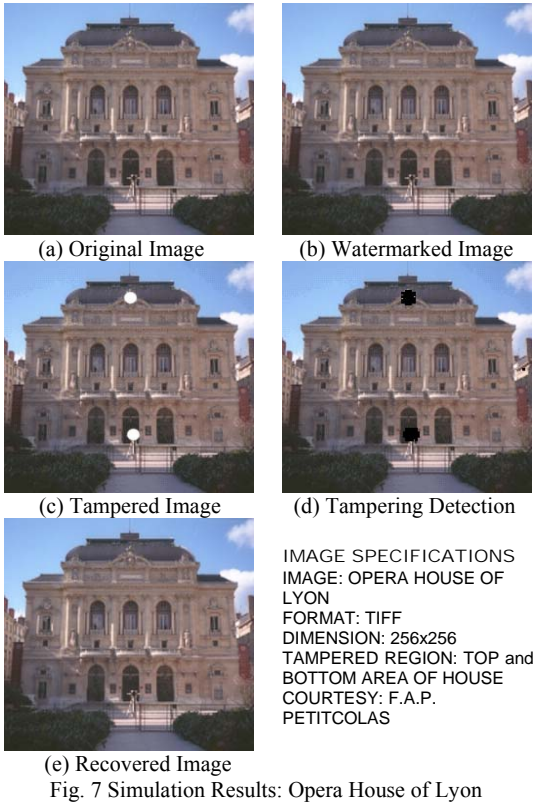 (a) Original Image
(b) Watermarked Image
(c) Tampered Image
(d) Tampering Detection
(e) Recovered Image
IMAGE SPECIFICATIONS
IMAGE: OPERA HOUSE OF
LYON
FORMAT: TIFF
DIMENSION: 256x256
TAMPERED REGION: TOP and
BOTTOM AREA OF HOUSE
COURTESY: F.A.P.
PETITCOLAS
Fig. 7 Simulation Results: Opera House of Lyon